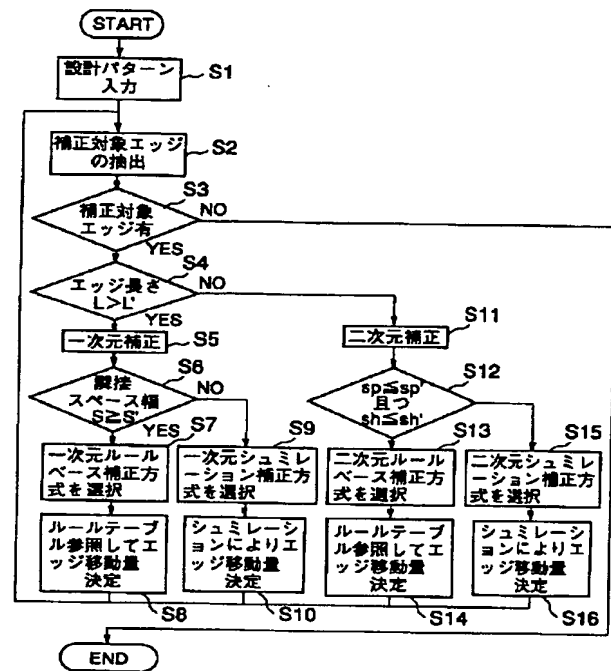 START
設計パターン
入力
S1
補正対象エッジ
の抽出
S2
S3
補正対象
エッジ有
NO
YES
S4
エッジ長さ
L>L'
NO
YES
一次元補正
S5
二次元補正
S11
S6
隣接
スペース幅
S≧S'
NO
YES
sp≦sp'
且つ
sh≦sh'
S12
S7
一次元ルール
ベース補正方
式を選択
S9
一次元シュミレ
ーション補正方
式を選択
S13
二次元ルール
ベース補正方
式を選択
S15
二次元シュミレ
ーション補正方
式を選択
ルールテーブ
ル参照してエ
ッジ移動量
決定
S8
シュミレーショ
ンによりエッ
ジ移動量
決定
S10
ルールテーブ
ル参照してエ
ッジ移動量
決定
S14
シュミレーショ
ンによりエッ
ジ移動量
決定
S16
END